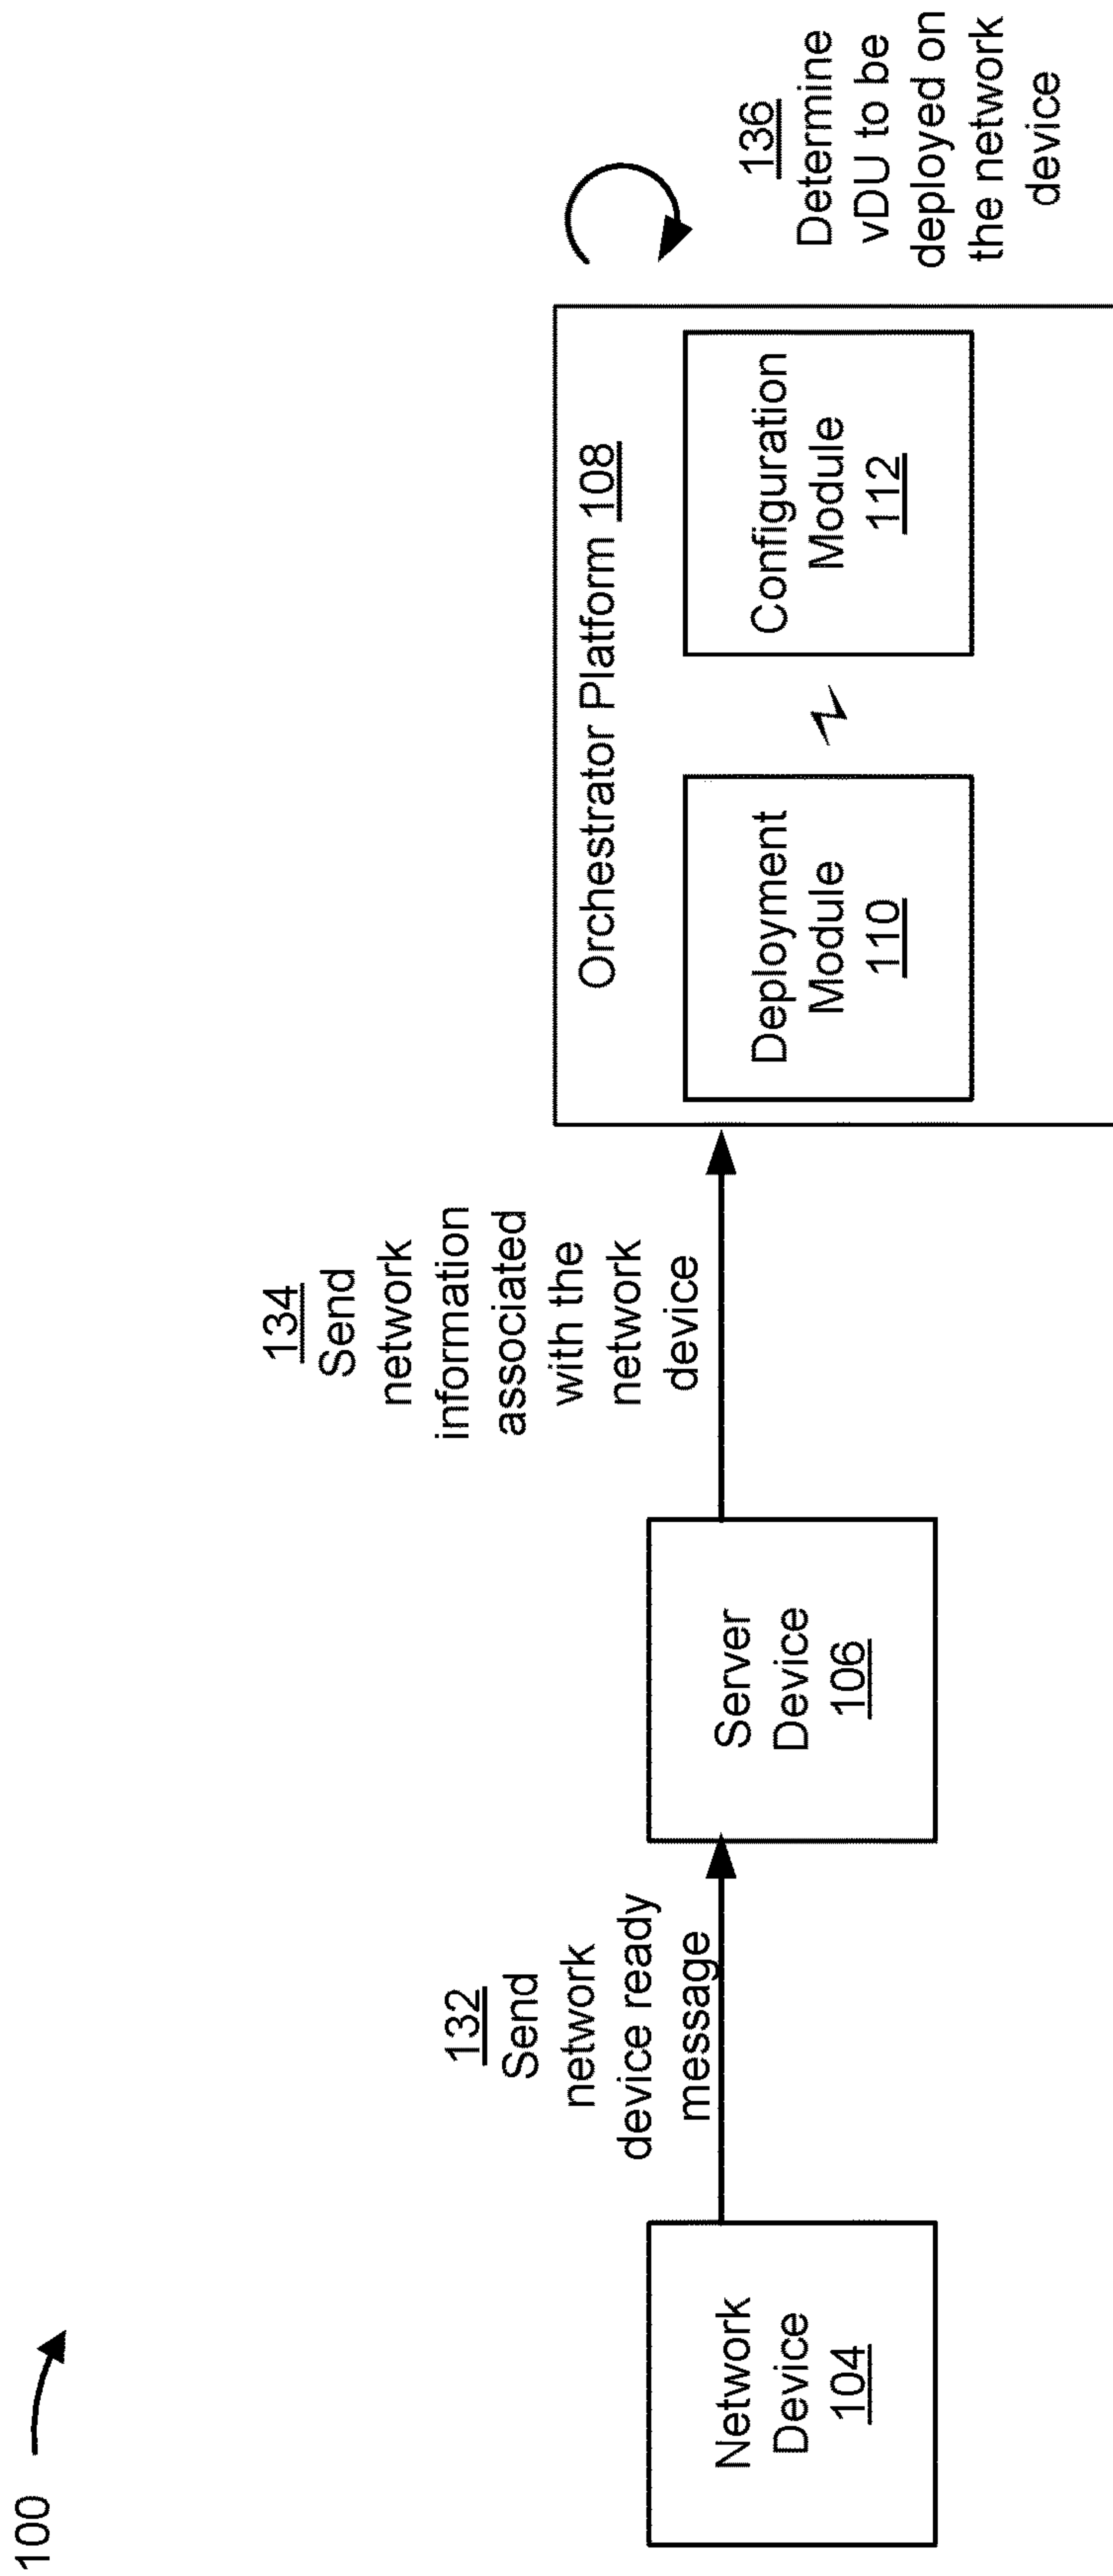 100
132
Send
network
device ready
message
134
Send
network
information
associated
with the
network
device
136
Determine
vDU to be
deployed on
the network
device
Network
Device
104
Server
Device
106
Orchestrator Platform 108
Deployment
Module
110
Configuration
Module
112